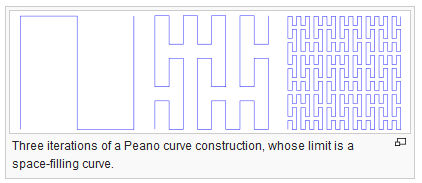 Three iterations of a Peano curve construction, whose limit is a
space-filling curve.